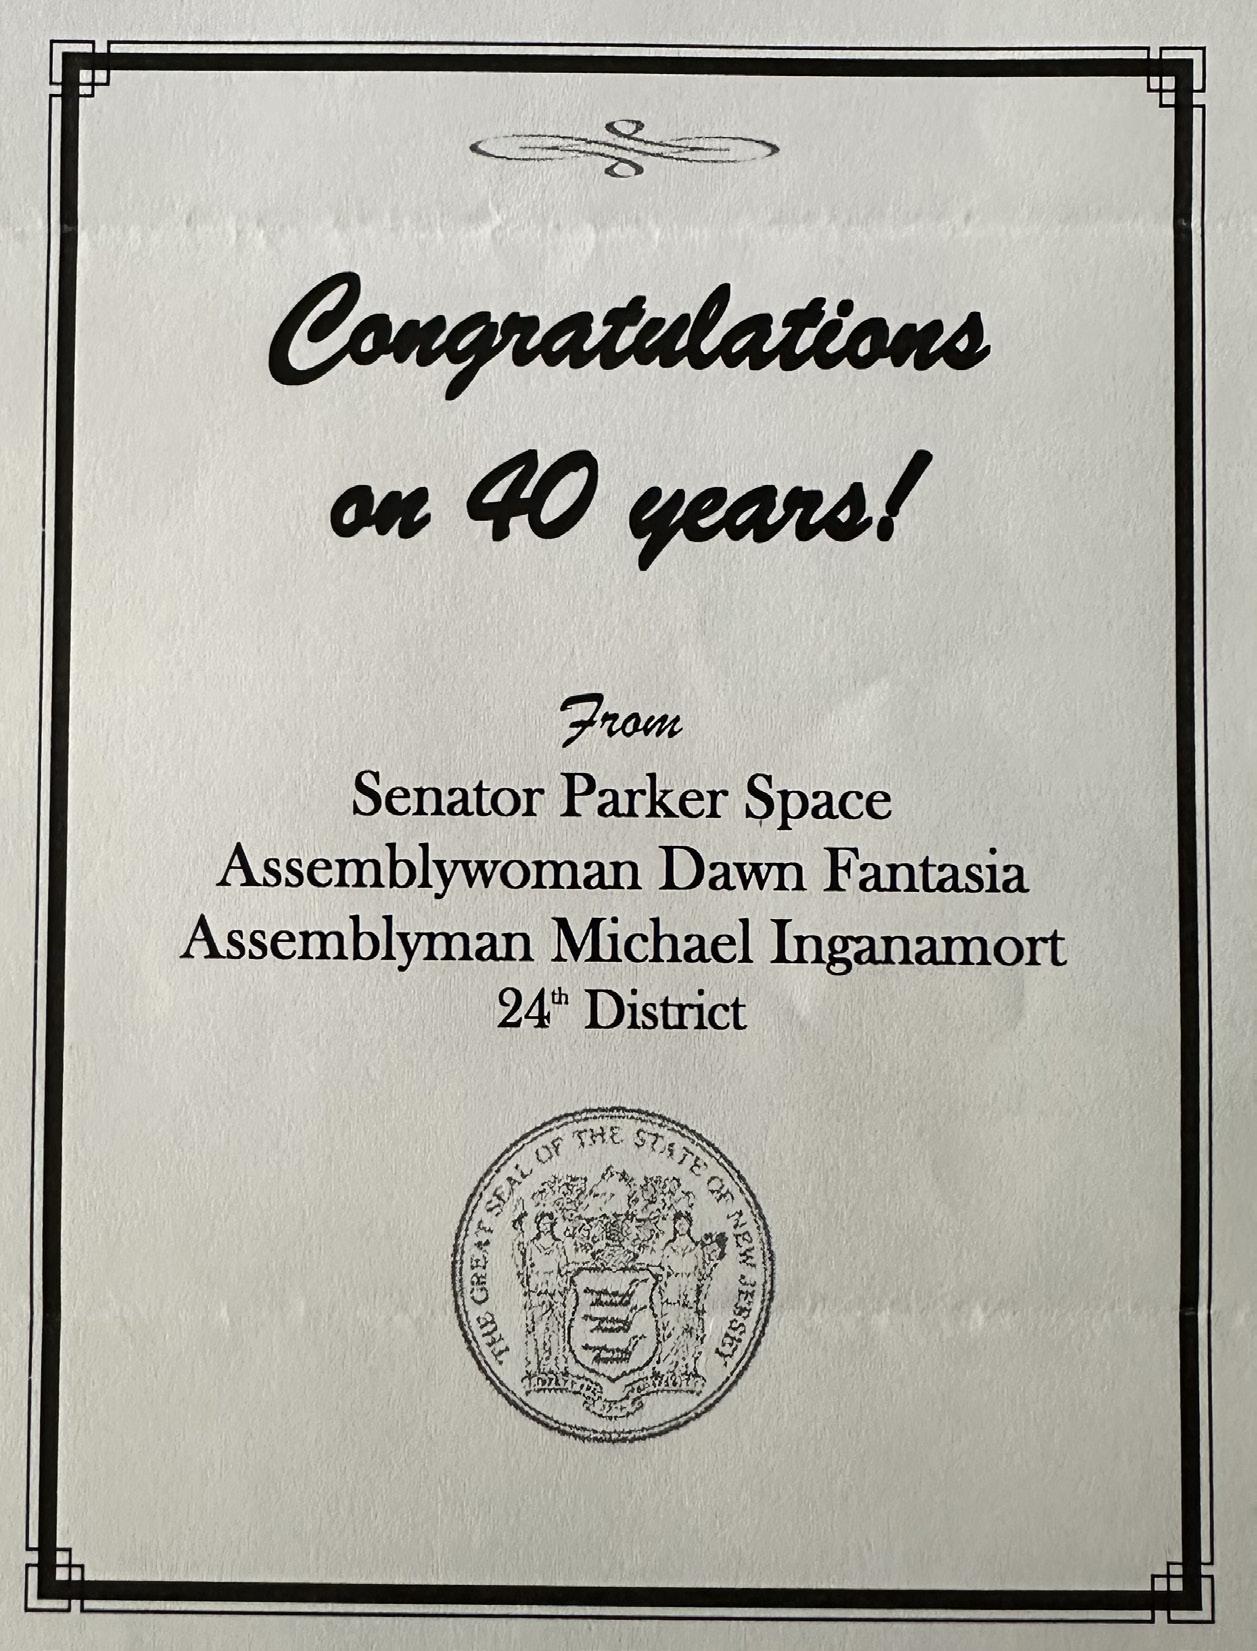 Congratulations
on 40 years!
From
Senator Parker Space
Assemblywoman Dawn Fantasia
Assemblyman Michael Inganamort
24th District
THE GREAT SEAL OF THE STATE OF NEW JERSEY